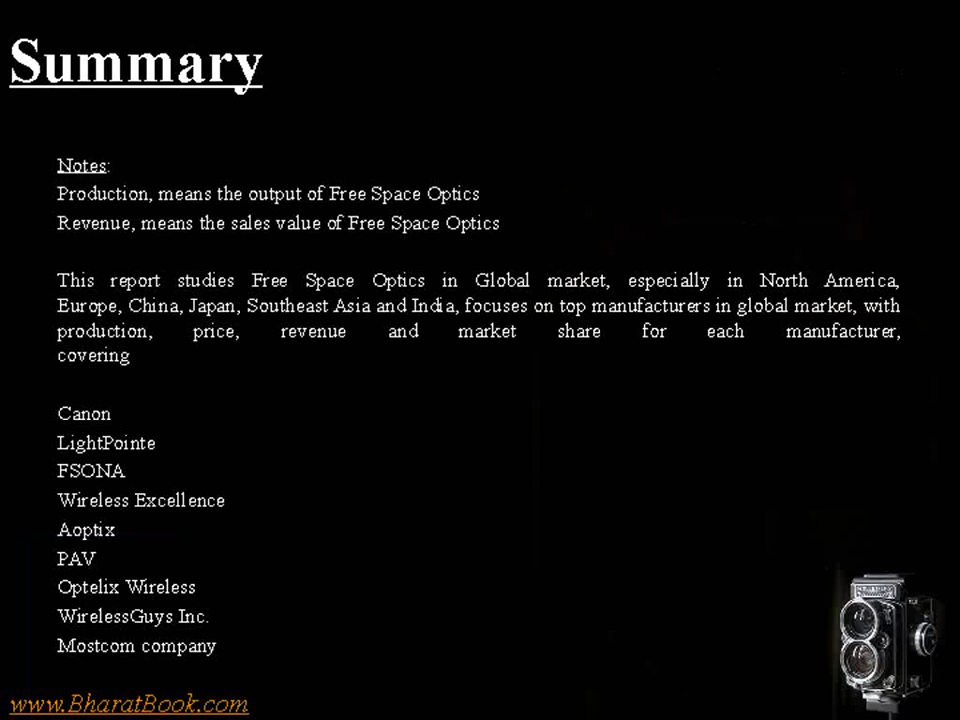 Summary
Notes:
Production, means the output of Free Space Optics
Revenue, means the sales value of Free Space Optics
This report studies Free Space Optics in Global market, especially in North America,
Europe, China, Japan, Southeast Asia and India, focuses on top manufacturers in global market, with
production, price, revenue and market share for each manufacturer,
covering
Canon
LightPointe
FSONA
Wireless Excellence
Aoptix
PAV
Optelix Wireless
WirelessGuys Inc.
Mostcom company
www.BharatBook.com